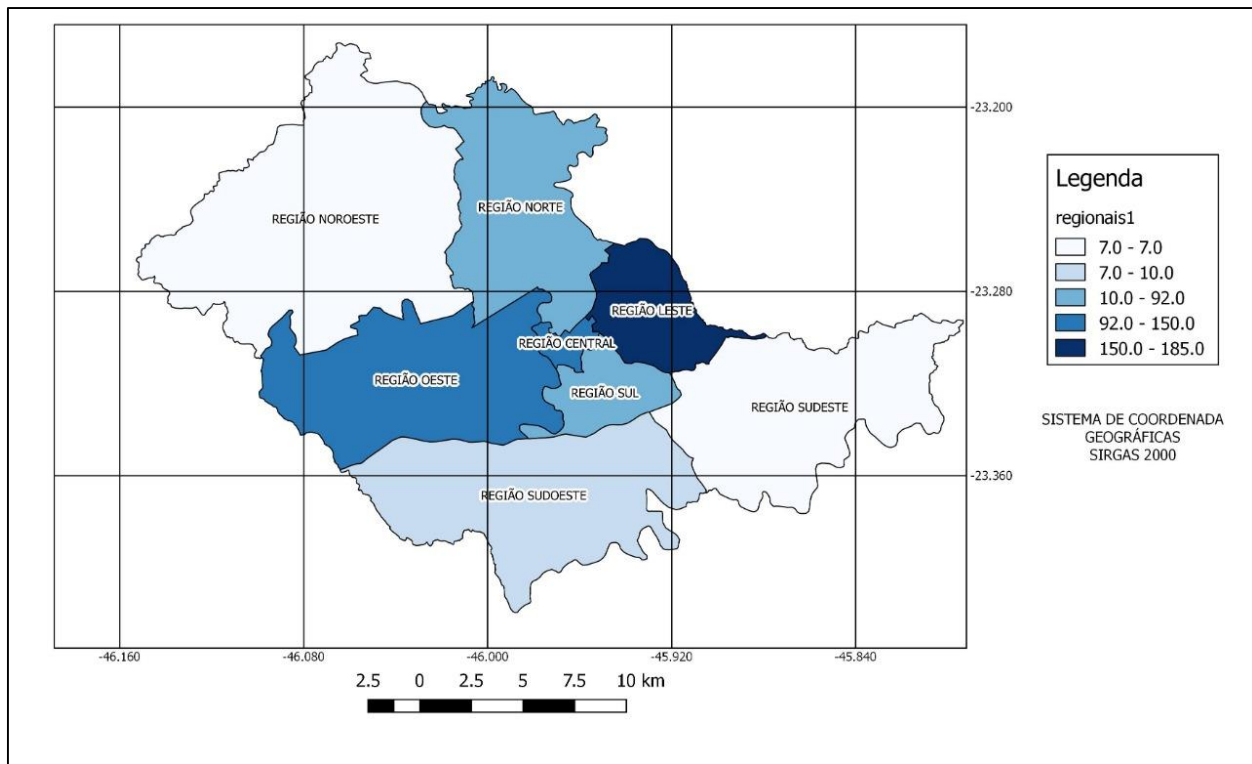 -23.200
REGIÃO NOROESTE
REGIÃO NORTE
-23.280
REGIÃO LESTE
REGIÃO CENTRAL
REGIÃO OESTE
REGIÃO SUL
REGIÃO SUDESTE
-23.360
REGIÃO SUDOESTE
-46.160
-46.080
-46.000
-45.920
-45.840
2.5 0 2.5 5 7.5 10 km
Legenda
regionais1
7.0 - 7.0
7.0 - 10.0
10.0 - 92.0
92.0 - 150.0
150.0 - 185.0
SISTEMA DE COORDENADA
GEOGRÁFICAS
SIRGAS 2000